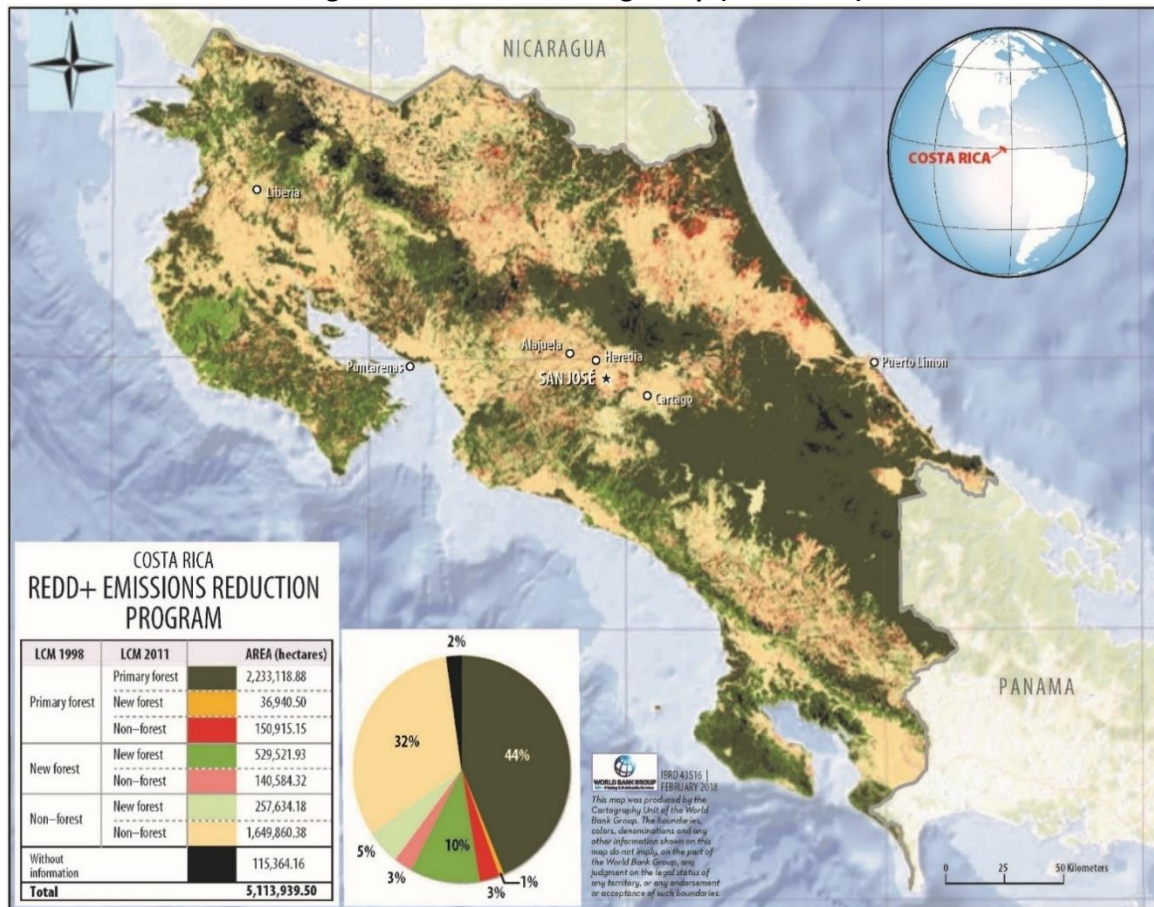 N
NICARAGUA
COSTA RICA
Liberia
Alajuela
Heredia
Puntarenas
SAN JOSÉ
Puerto Limon
Cartago
PANAMA
COSTA RICA
REDD+ EMISSIONS REDUCTION
PROGRAM
LCM 1998 LCM 2011 AREA (hectares)
Primary forest Primary forest 2,233,118.88
New forest 36,940.50
Non–forest 150,915.15
New forest New forest 529,521.93
Non–forest 140,584.32
Non–forest New forest 257,634.18
Non–forest 1,649,860.38
Without information 115,364.16
Total 5,113,939.50
2%
32%
44%
5%
10%
3%
3%
1%
WORLD BANK GROUP
IBRD 43516 |
FEBRUARY 2018
This map was produced by the
Cartography Unit of the World
Bank Group. The boundaries,
colors, denominations and any
other information shown on this
map do not imply, on the part of
the World Bank Group, any
judgment on the legal status of
any territory, or any endorsement
or acceptance of such boundaries.
0 25 50 Kilometers